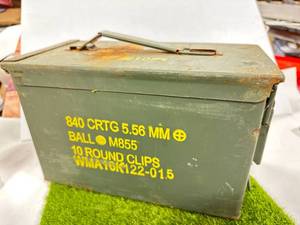 840 CRTG 5.56 MM ⊕
BALL ● M855
10 ROUND CLIPS
WMA16K122-015